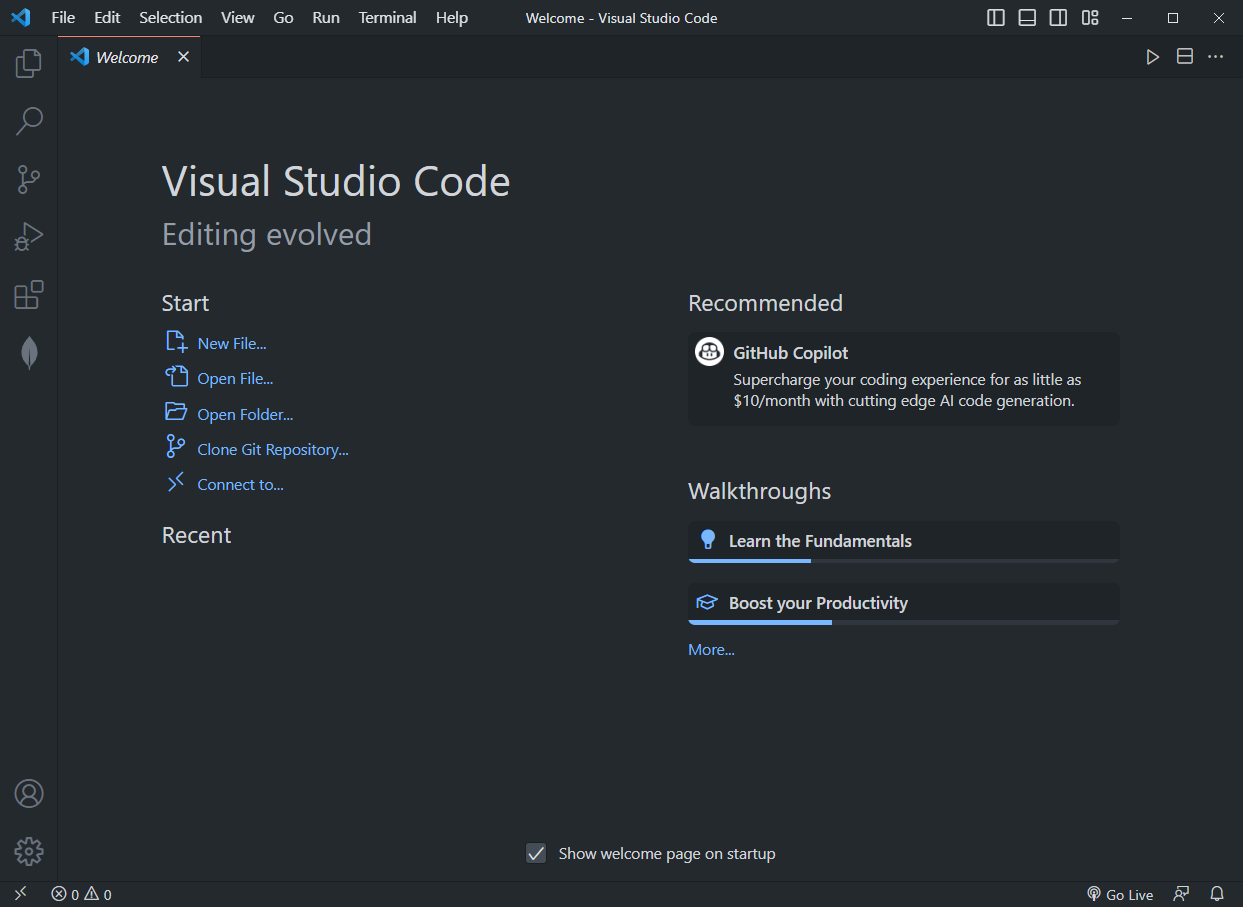 File Edit Selection View Go Run Terminal Help Welcome - Visual Studio Code
Welcome
Visual Studio Code
Editing evolved
Start
New File...
Open File...
Open Folder...
Clone Git Repository...
Connect to...
Recent
Recommended
GitHub Copilot
Supercharge your coding experience for as little as
$10/month with cutting edge AI code generation.
Walkthroughs
Learn the Fundamentals
Boost your Productivity
More...
Show welcome page on startup
0 0 Go Live